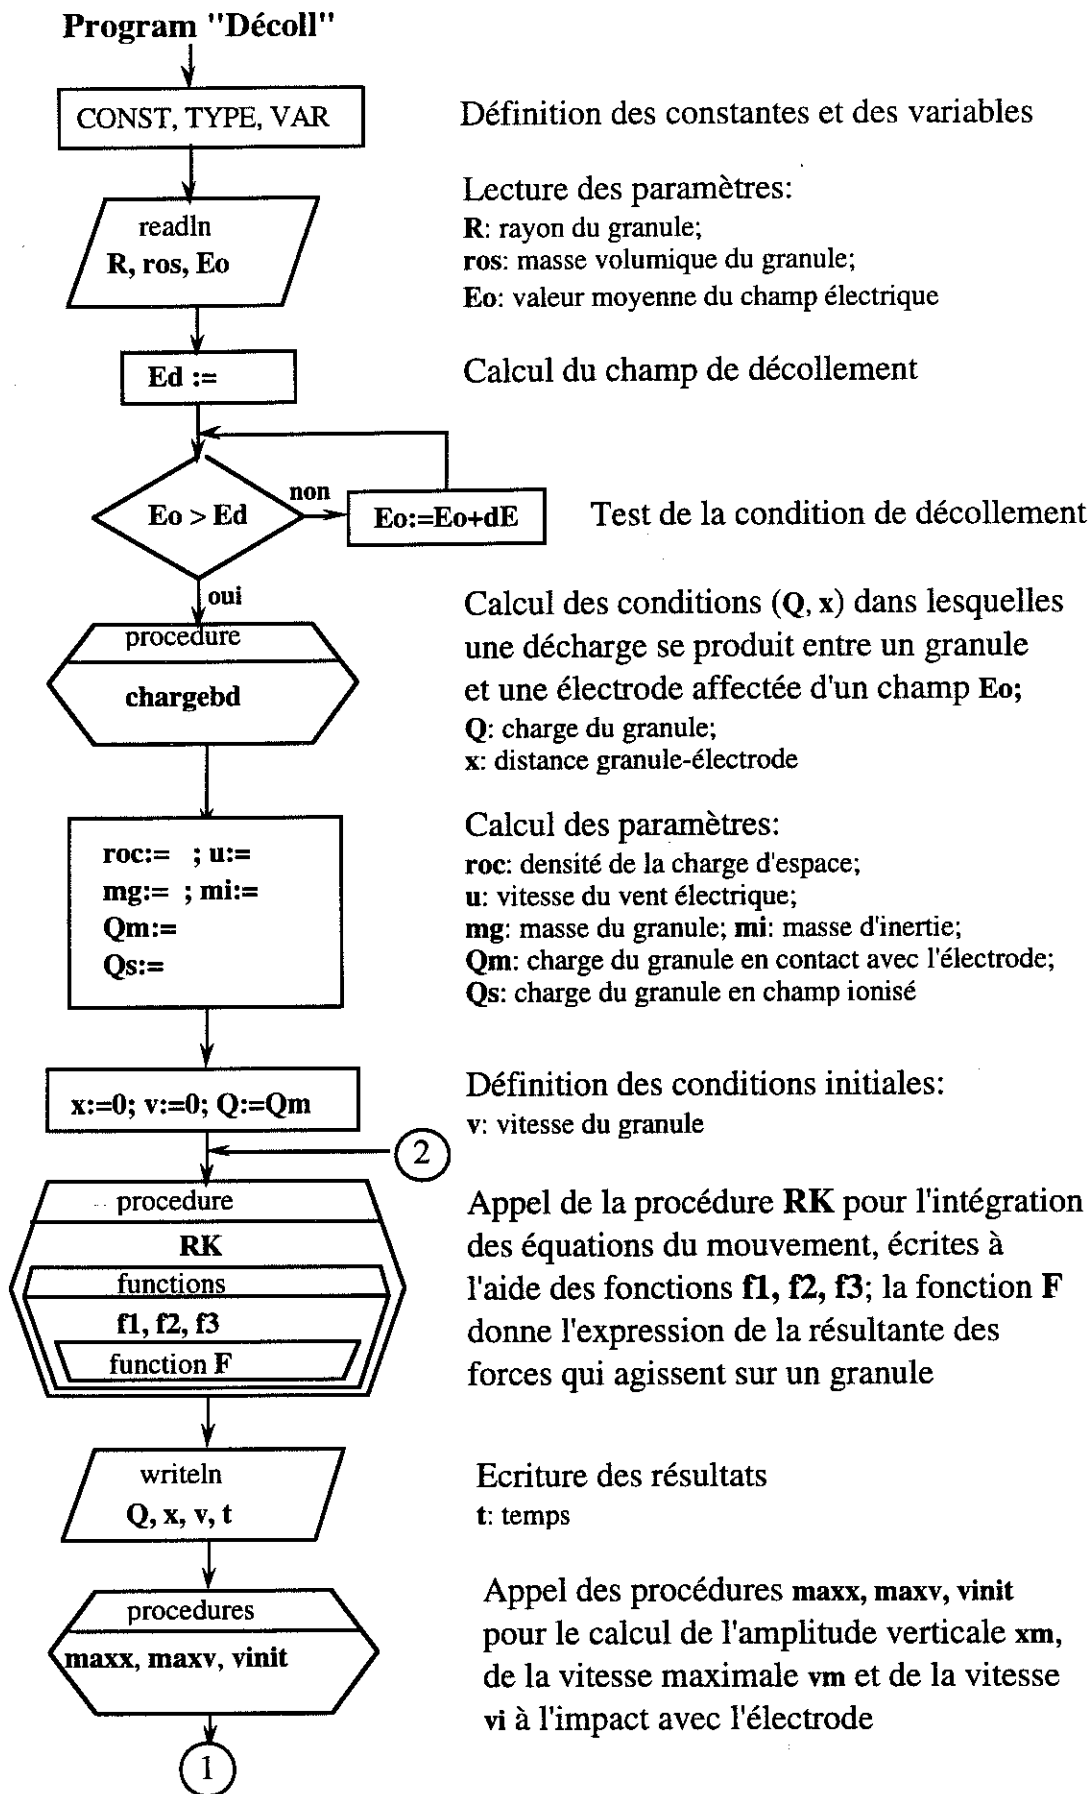 Program "Décoll"
CONST, TYPE, VAR
Définition des constantes et des variables
readln
R, ros, Eo
Lecture des paramètres:
R: rayon du granule;
ros: masse volumique du granule;
Eo: valeur moyenne du champ électrique
Ed :=
Calcul du champ de décollement
Eo > Ed
non
Eo:=Eo+dE
Test de la condition de décollement
oui
procedure
chargebd
Calcul des conditions (Q, x) dans lesquelles
une décharge se produit entre un granule
et une électrode affectée d'un champ Eo;
Q: charge du granule;
x: distance granule-électrode
roc:= ; u:=
mg:= ; mi:=
Qm:=
Qs:=
Calcul des paramètres:
roc: densité de la charge d'espace;
u: vitesse du vent électrique;
mg: masse du granule; mi: masse d'inertie;
Qm: charge du granule en contact avec l'électrode;
Qs: charge du granule en champ ionisé
x:=0; v:=0; Q:=Qm
Définition des conditions initiales:
v: vitesse du granule
2
procedure
RK
functions
f1, f2, f3
function F
Appel de la procédure RK pour l'intégration
des équations du mouvement, écrites à
l'aide des fonctions f1, f2, f3; la fonction F
donne l'expression de la résultante des
forces qui agissent sur un granule
writeln
Q, x, v, t
Ecriture des résultats
t: temps
procedures
maxx, maxv, vinit
Appel des procédures maxx, maxv, vinit
pour le calcul de l'amplitude verticale xm,
de la vitesse maximale vm et de la vitesse
vi à l'impact avec l'électrode
1